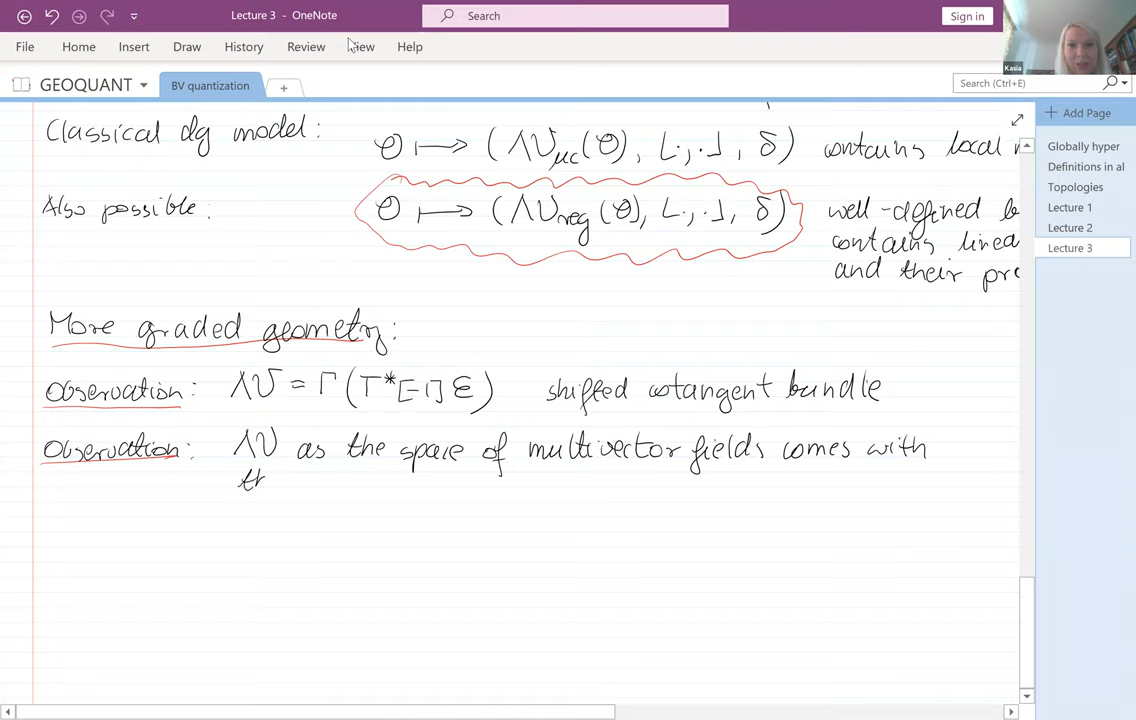 Lecture 3 - OneNote
Search
Sign in
File Home Insert Draw History Review View Help
Kasia
GEOQUANT
BV quantization
+
Search (Ctrl+E)
+ Add Page
Globally hyper
Definitions in al
Topologies
Lecture 1
Lecture 2
Lecture 3
Classical dg model: O ↦ (ΛV_μc(O), ⌊·,·⌋, δ) contains local
Also possible: O ↦ (ΛV_reg(O), ⌊·,·⌋, δ) well-defined
contains
and their
More graded geometry:
Observation: ΛV = Γ(T*[-1]ℰ) shifted cotangent bundle
Observation: ΛV as the space of multivector fields comes with
th